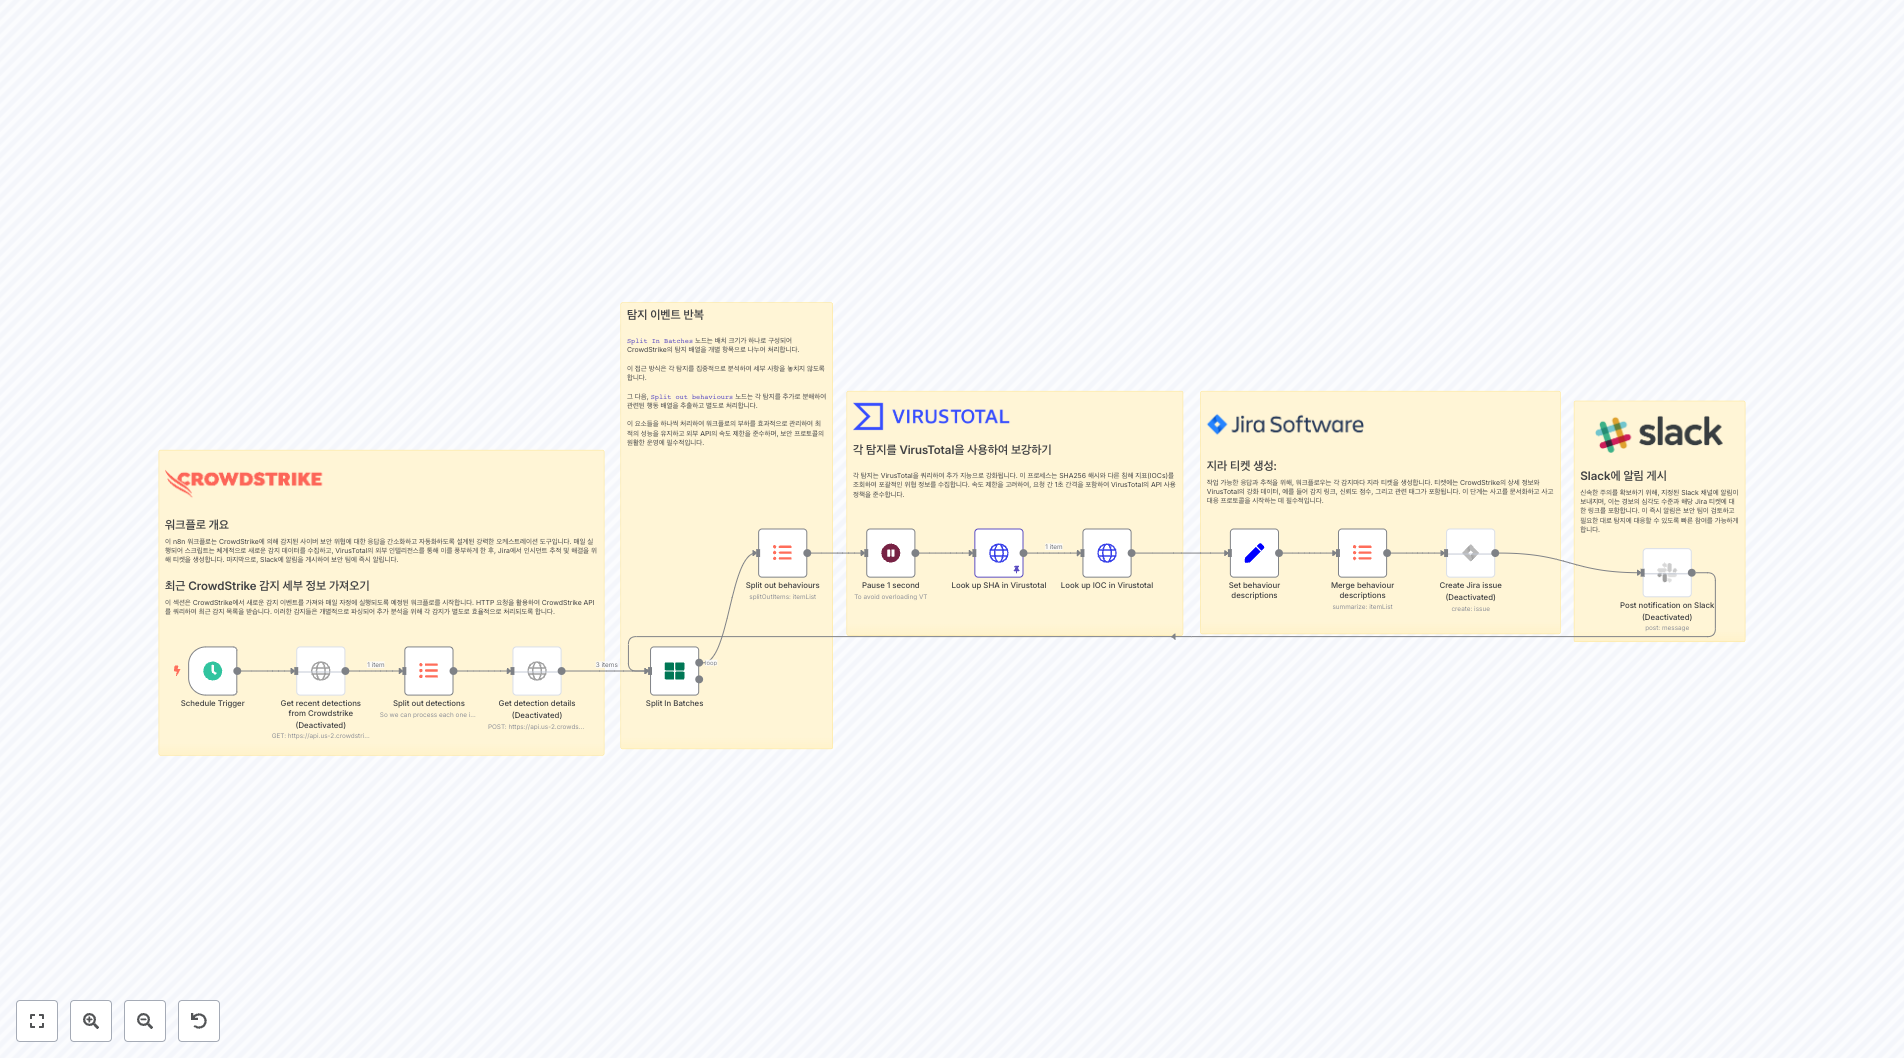 CROWDSTRIKE
워크플로 개요
이 n8n 워크플로는 CrowdStrike에 의해 감지된 사이버 보안 위협에 대한 응답을 간소화하고 자동화하도록 설계된 강력한 오케스트레이션 도구입니다. 매일 실
행되어 스크립트는 체계적으로 새로운 감지 데이터를 수집하고, VirusTotal의 외부 인텔리전스를 통해 이를 풍부하게 한 후, Jira에서 인시던트 추적 및 해결을 위
해 티켓을 생성합니다. 마지막으로, Slack에 알림을 게시하여 보안 팀에 즉시 알립니다.
최근 CrowdStrike 감지 세부 정보 가져오기
이 섹션은 CrowdStrike에서 새로운 감지 이벤트를 가져와 매일 자정에 실행되도록 예정된 워크플로를 시작합니다. HTTP 요청을 활용하여 CrowdStrike API
를 쿼리하여 최근 감지 목록을 받습니다. 이러한 감지들은 개별적으로 파싱되어 추가 분석을 위해 각 감지가 별도로 효율적으로 처리되도록 합니다.
Schedule Trigger
Get recent detections
from Crowdstrike
(Deactivated)
GET: https://api.us-2.crowdstri...
1 item
Split out detections
So we can process each one i...
Get detection details
(Deactivated)
POST: https://api.us-2.crowds...
3 items
탐지 이벤트 반복
Split In Batches 노드는 배치 크기가 하나로 구성되어
CrowdStrike의 탐지 배열을 개별 항목으로 나누어 처리합니다.
이 접근 방식은 각 탐지를 집중적으로 분석하여 세부 사항을 놓치지 않도록
합니다.
그 다음, Split out behaviours 노드는 각 탐지를 추가로 분해하여
관련된 행동 배열을 추출하고 별도로 처리합니다.
이 요소들을 하나씩 처리하여 워크플로의 부하를 효과적으로 관리하여 최
적의 성능을 유지하고 외부 API의 속도 제한을 준수하며, 보안 프로토콜의
원활한 운영에 필수적입니다.
Split out behaviours
splitOutItems: itemList
loop
Split In Batches
VIRUSTOTAL
각 탐지를 VirusTotal을 사용하여 보강하기
각 탐지는 VirusTotal을 쿼리하여 추가 지능으로 강화됩니다. 이 프로세스는 SHA256 해시와 다른 침해 지표(IOCs)를
조회하여 포괄적인 위협 정보를 수집합니다. 속도 제한을 고려하여, 요청 간 1초 간격을 포함하여 VirusTotal의 API 사용
정책을 준수합니다.
Pause 1 second
To avoid overloading VT
Look up SHA in Virustotal
1 item
Look up IOC in Virustotal
Jira Software
지라 티켓 생성:
작업 가능한 응답과 추적을 위해, 워크플로우는 각 감지마다 지라 티켓을 생성합니다. 티켓에는 CrowdStrike의 상세 정보와
VirusTotal의 강화 데이터, 예를 들어 감지 링크, 신뢰도 점수, 그리고 관련 태그가 포함됩니다. 이 단계는 사고를 문서화하고 사고
대응 프로토콜을 시작하는 데 필수적입니다.
Set behaviour
descriptions
Merge behaviour
descriptions
summarize: itemList
Create Jira issue
(Deactivated)
create: issue
slack
Slack에 알림 게시
신속한 주의를 확보하기 위해, 지정된 Slack 채널에 알림이
보내지며, 이는 경보의 심각도 수준과 해당 Jira 티켓에 대
한 링크를 포함합니다. 이 즉시 알림은 보안 팀이 검토하고
필요한 대로 탐지에 대응할 수 있도록 빠른 참여를 가능하게
합니다.
Post notification on Slack
(Deactivated)
post: message